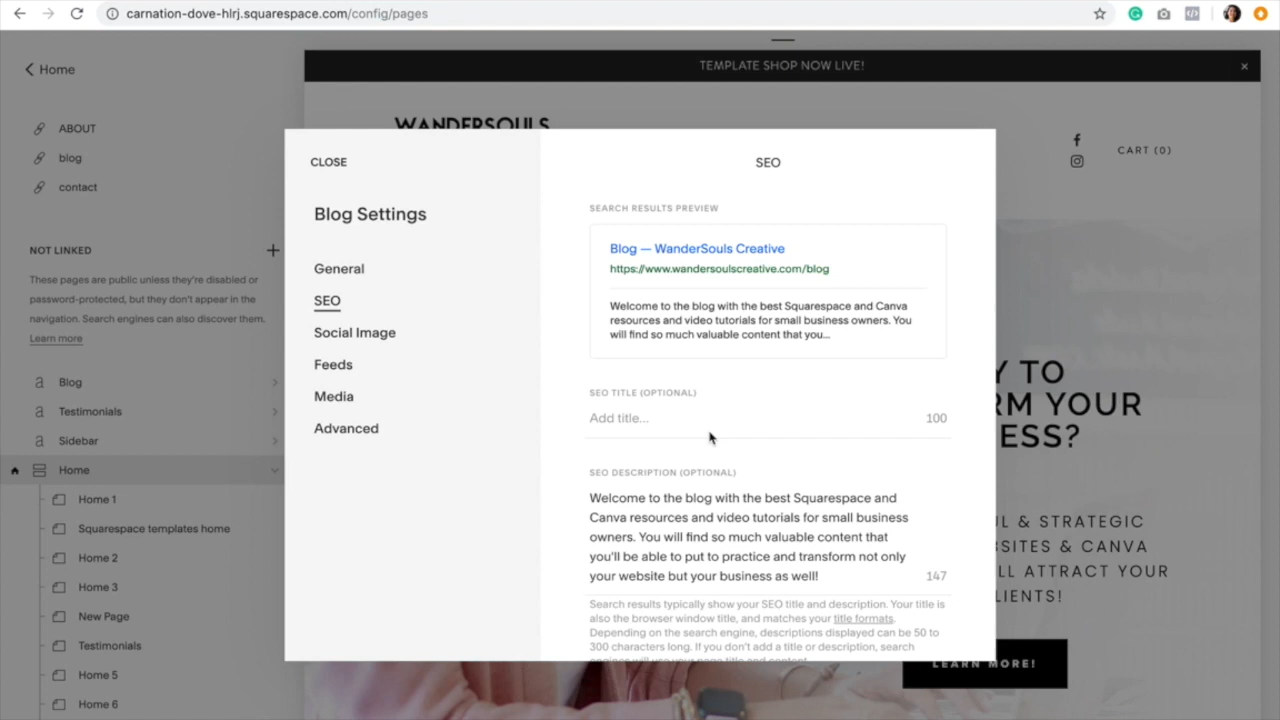 carnation-dove-hlrj.squarespace.com/config/pages
Home
ABOUT
blog
contact
NOT LINKED
These pages are public unless they're disabled or
password-protected, but they don't appear in the
navigation. Search engines can also discover them.
Learn more
Blog
Testimonials
Sidebar
Home
Home 1
Squarespace templates home
Home 2
Home 3
New Page
Testimonials
Home 5
Home 6
TEMPLATE SHOP NOW LIVE!
WANDERSOULS
CART (0)
CLOSE
Blog Settings
General
SEO
Social Image
Feeds
Media
Advanced
SEO
SEARCH RESULTS PREVIEW
Blog — WanderSouls Creative
https://www.wandersoulscreative.com/blog
Welcome to the blog with the best Squarespace and Canva
resources and video tutorials for small business owners. You
will find so much valuable content that you...
SEO TITLE (OPTIONAL)
Add title... 100
SEO DESCRIPTION (OPTIONAL)
Welcome to the blog with the best Squarespace and
Canva resources and video tutorials for small business
owners. You will find so much valuable content that
you'll be able to put to practice and transform not only
your website but your business as well! 147
Search results typically show your SEO title and description. Your title is
also the browser window title, and matches your title formats.
Depending on the search engine, descriptions displayed can be 50 to
300 characters long. If you don't add a title or description, search
engines will use your page title and content.
Y TO
RM YOUR
ESS?
UL & STRATEGIC
BSITES & CANVA
LL ATTRACT YOUR
LIENTS!
LEARN MORE!